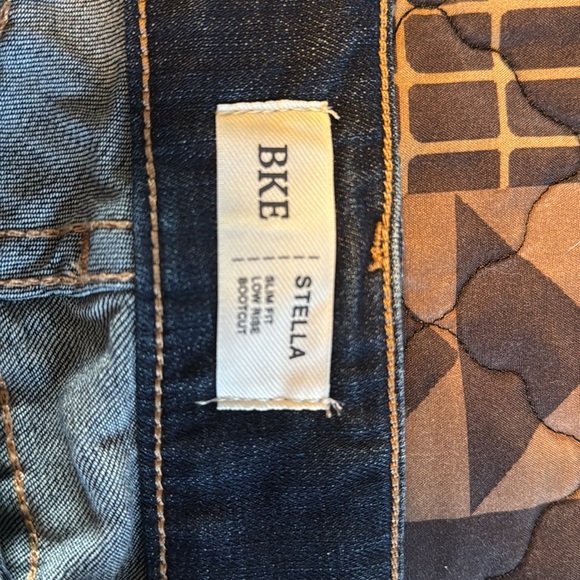 BKE
STELLA
SLIM FIT
LOW RISE
BOOTCUT